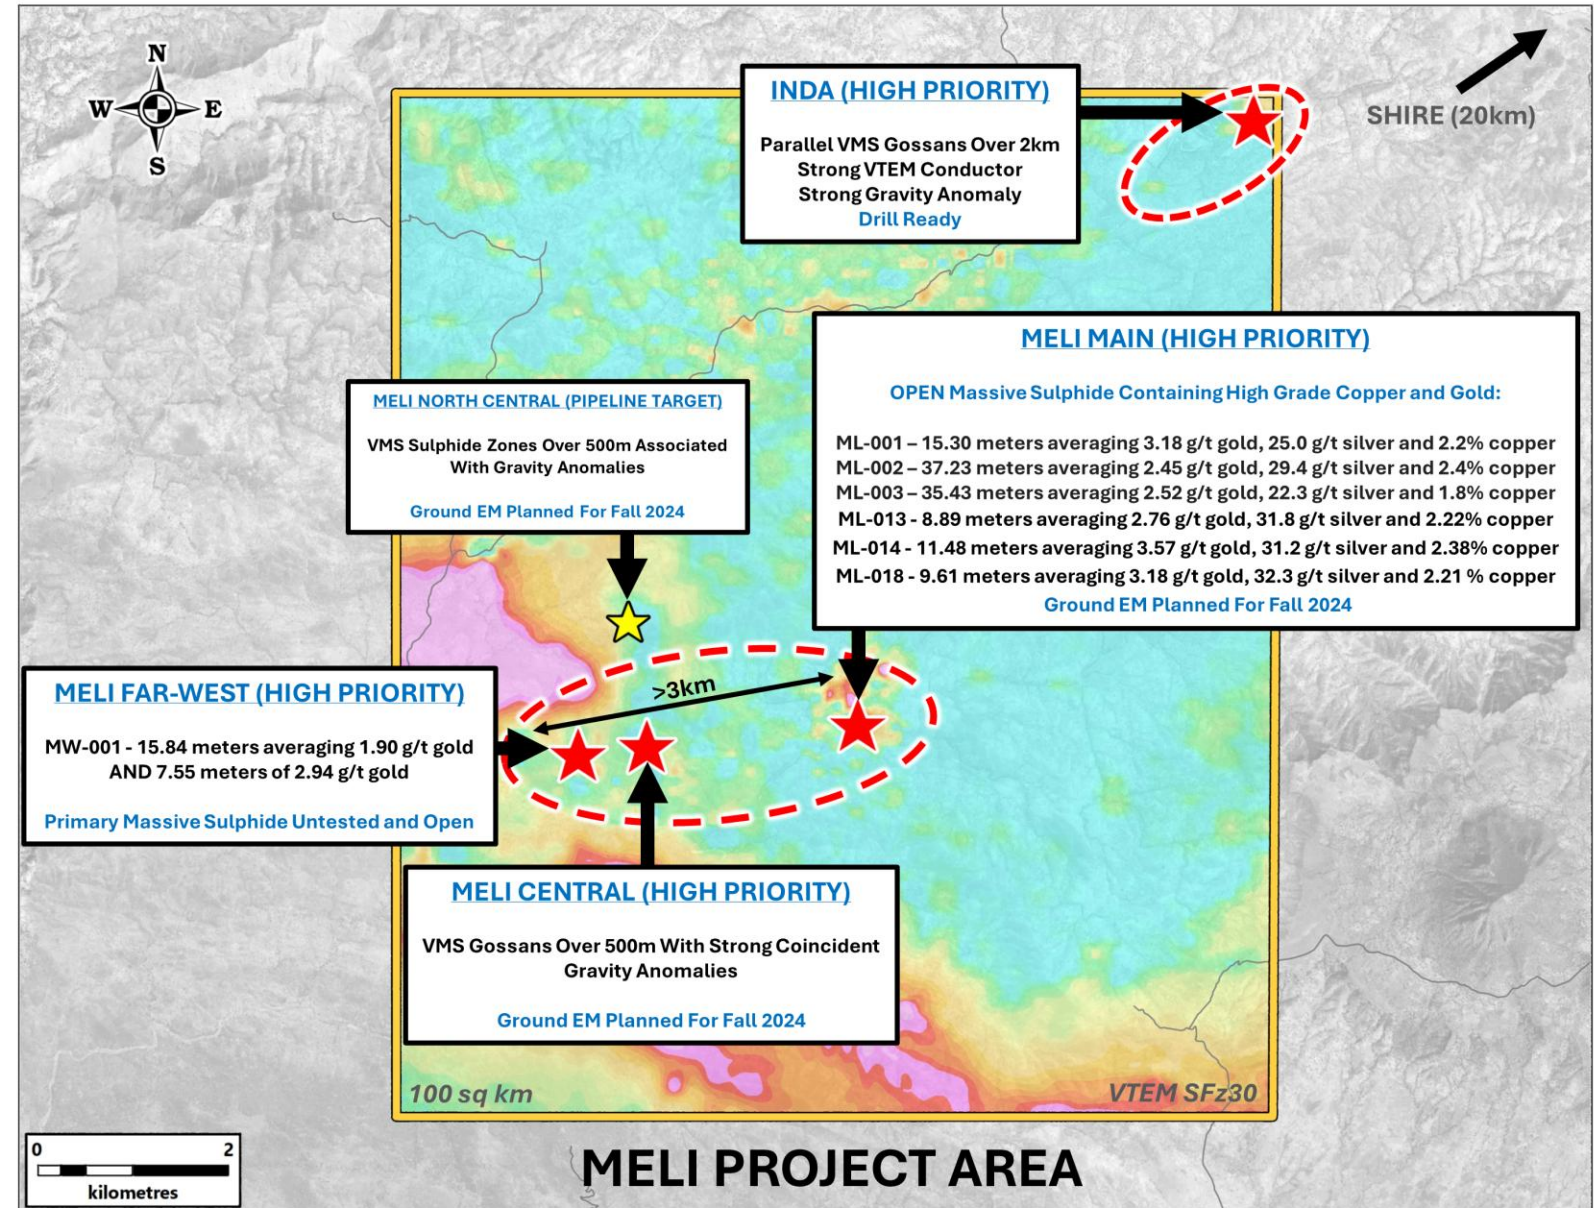 N
W E
S
SHIRE (20km)
INDA (HIGH PRIORITY)
Parallel VMS Gossans Over 2km
Strong VTEM Conductor
Strong Gravity Anomaly
Drill Ready
MELI MAIN (HIGH PRIORITY)
OPEN Massive Sulphide Containing High Grade Copper and Gold:
ML-001 – 15.30 meters averaging 3.18 g/t gold, 25.0 g/t silver and 2.2% copper
ML-002 – 37.23 meters averaging 2.45 g/t gold, 29.4 g/t silver and 2.4% copper
ML-003 – 35.43 meters averaging 2.52 g/t gold, 22.3 g/t silver and 1.8% copper
ML-013 - 8.89 meters averaging 2.76 g/t gold, 31.8 g/t silver and 2.22% copper
ML-014 - 11.48 meters averaging 3.57 g/t gold, 31.2 g/t silver and 2.38% copper
ML-018 - 9.61 meters averaging 3.18 g/t gold, 32.3 g/t silver and 2.21 % copper
Ground EM Planned For Fall 2024
MELI NORTH CENTRAL (PIPELINE TARGET)
VMS Sulphide Zones Over 500m Associated
With Gravity Anomalies
Ground EM Planned For Fall 2024
>3km
MELI FAR-WEST (HIGH PRIORITY)
MW-001 - 15.84 meters averaging 1.90 g/t gold
AND 7.55 meters of 2.94 g/t gold
Primary Massive Sulphide Untested and Open
MELI CENTRAL (HIGH PRIORITY)
VMS Gossans Over 500m With Strong Coincident
Gravity Anomalies
Ground EM Planned For Fall 2024
100 sq km
VTEM SFz30
0 2
kilometres
MELI PROJECT AREA